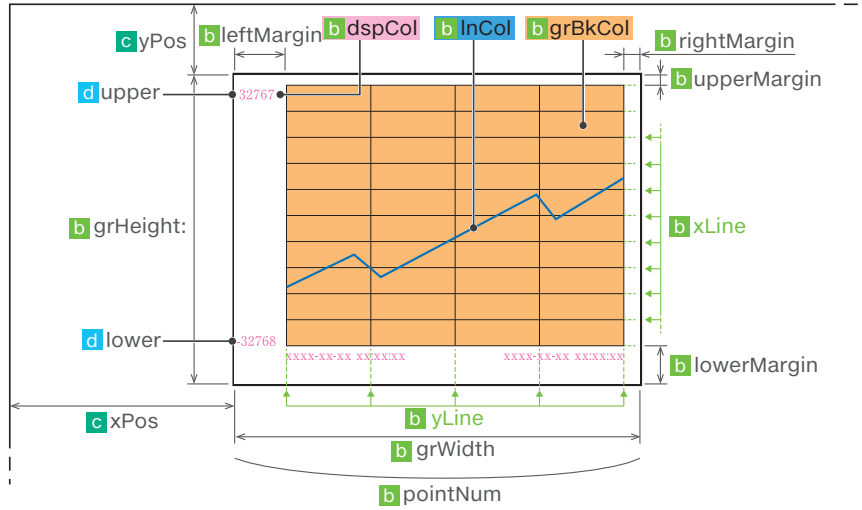 c yPos
b leftMargin
b dspCol
b lnCol
b grBkCol
b rightMargin
b upperMargin
d upper
32767
b grHeight:
b xLine
d lower
-32768
xxxx-xx-xx xx:xx:xx
xxxx-xx-xx xx:xx:xx
b lowerMargin
c xPos
b yLine
b grWidth
b pointNum